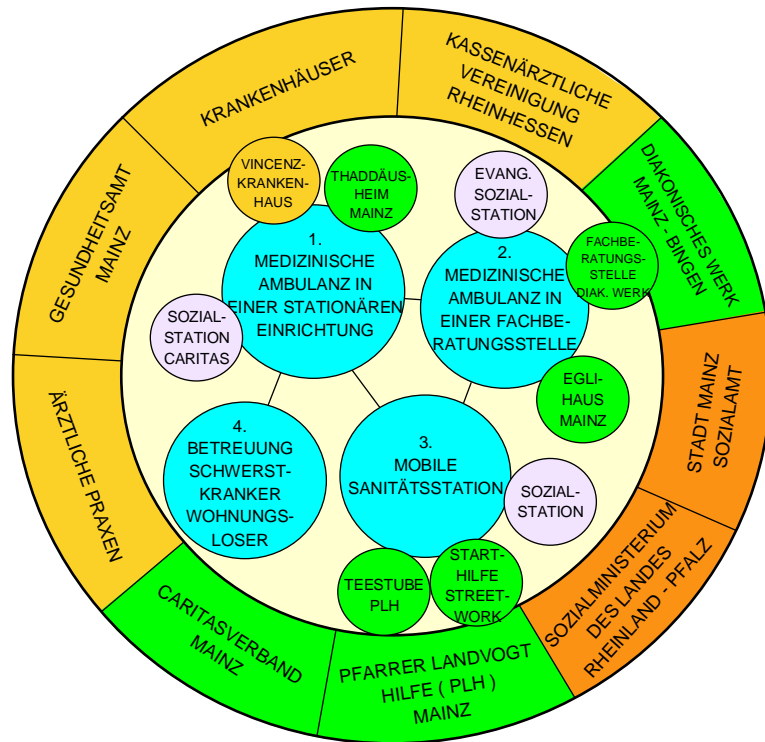 KRANKENHÄUSER
KASSENÄRZTLICHE
VEREINIGUNG
RHEINHESSEN
DIAKONISCHES WERK
MAINZ - BINGEN
STADT MAINZ
SOZIALAMT
SOZIALMINISTERIUM
DES LANDES
RHEINLAND - PFALZ
PFARRER LANDVOGT
HILFE ( PLH )
MAINZ
CARITASVERBAND
MAINZ
ÄRZTLICHE PRAXEN
GESUNDHEITSAMT
MAINZ
VINCENZ-
KRANKEN-
HAUS
THADDÄUS-
HEIM
MAINZ
1.
MEDIZINISCHE
AMBULANZ IN
EINER STATIONÄREN
EINRICHTUNG
SOZIAL-
STATION
CARITAS
EVANG.
SOZIAL-
STATION
2.
MEDIZINISCHE
AMBULANZ IN
EINER FACHBE-
RATUNGSSTELLE
FACHBE-
RATUNGS-
STELLE
DIAK. WERK
EGLI-
HAUS
MAINZ
3.
MOBILE
SANITÄTSSTATION
SOZIAL-
STATION
TEESTUBE
PLH
START-
HILFE
STREET-
WORK
4.
BETREUUNG
SCHWERST-
KRANKER
WOHNUNGS-
LOSER